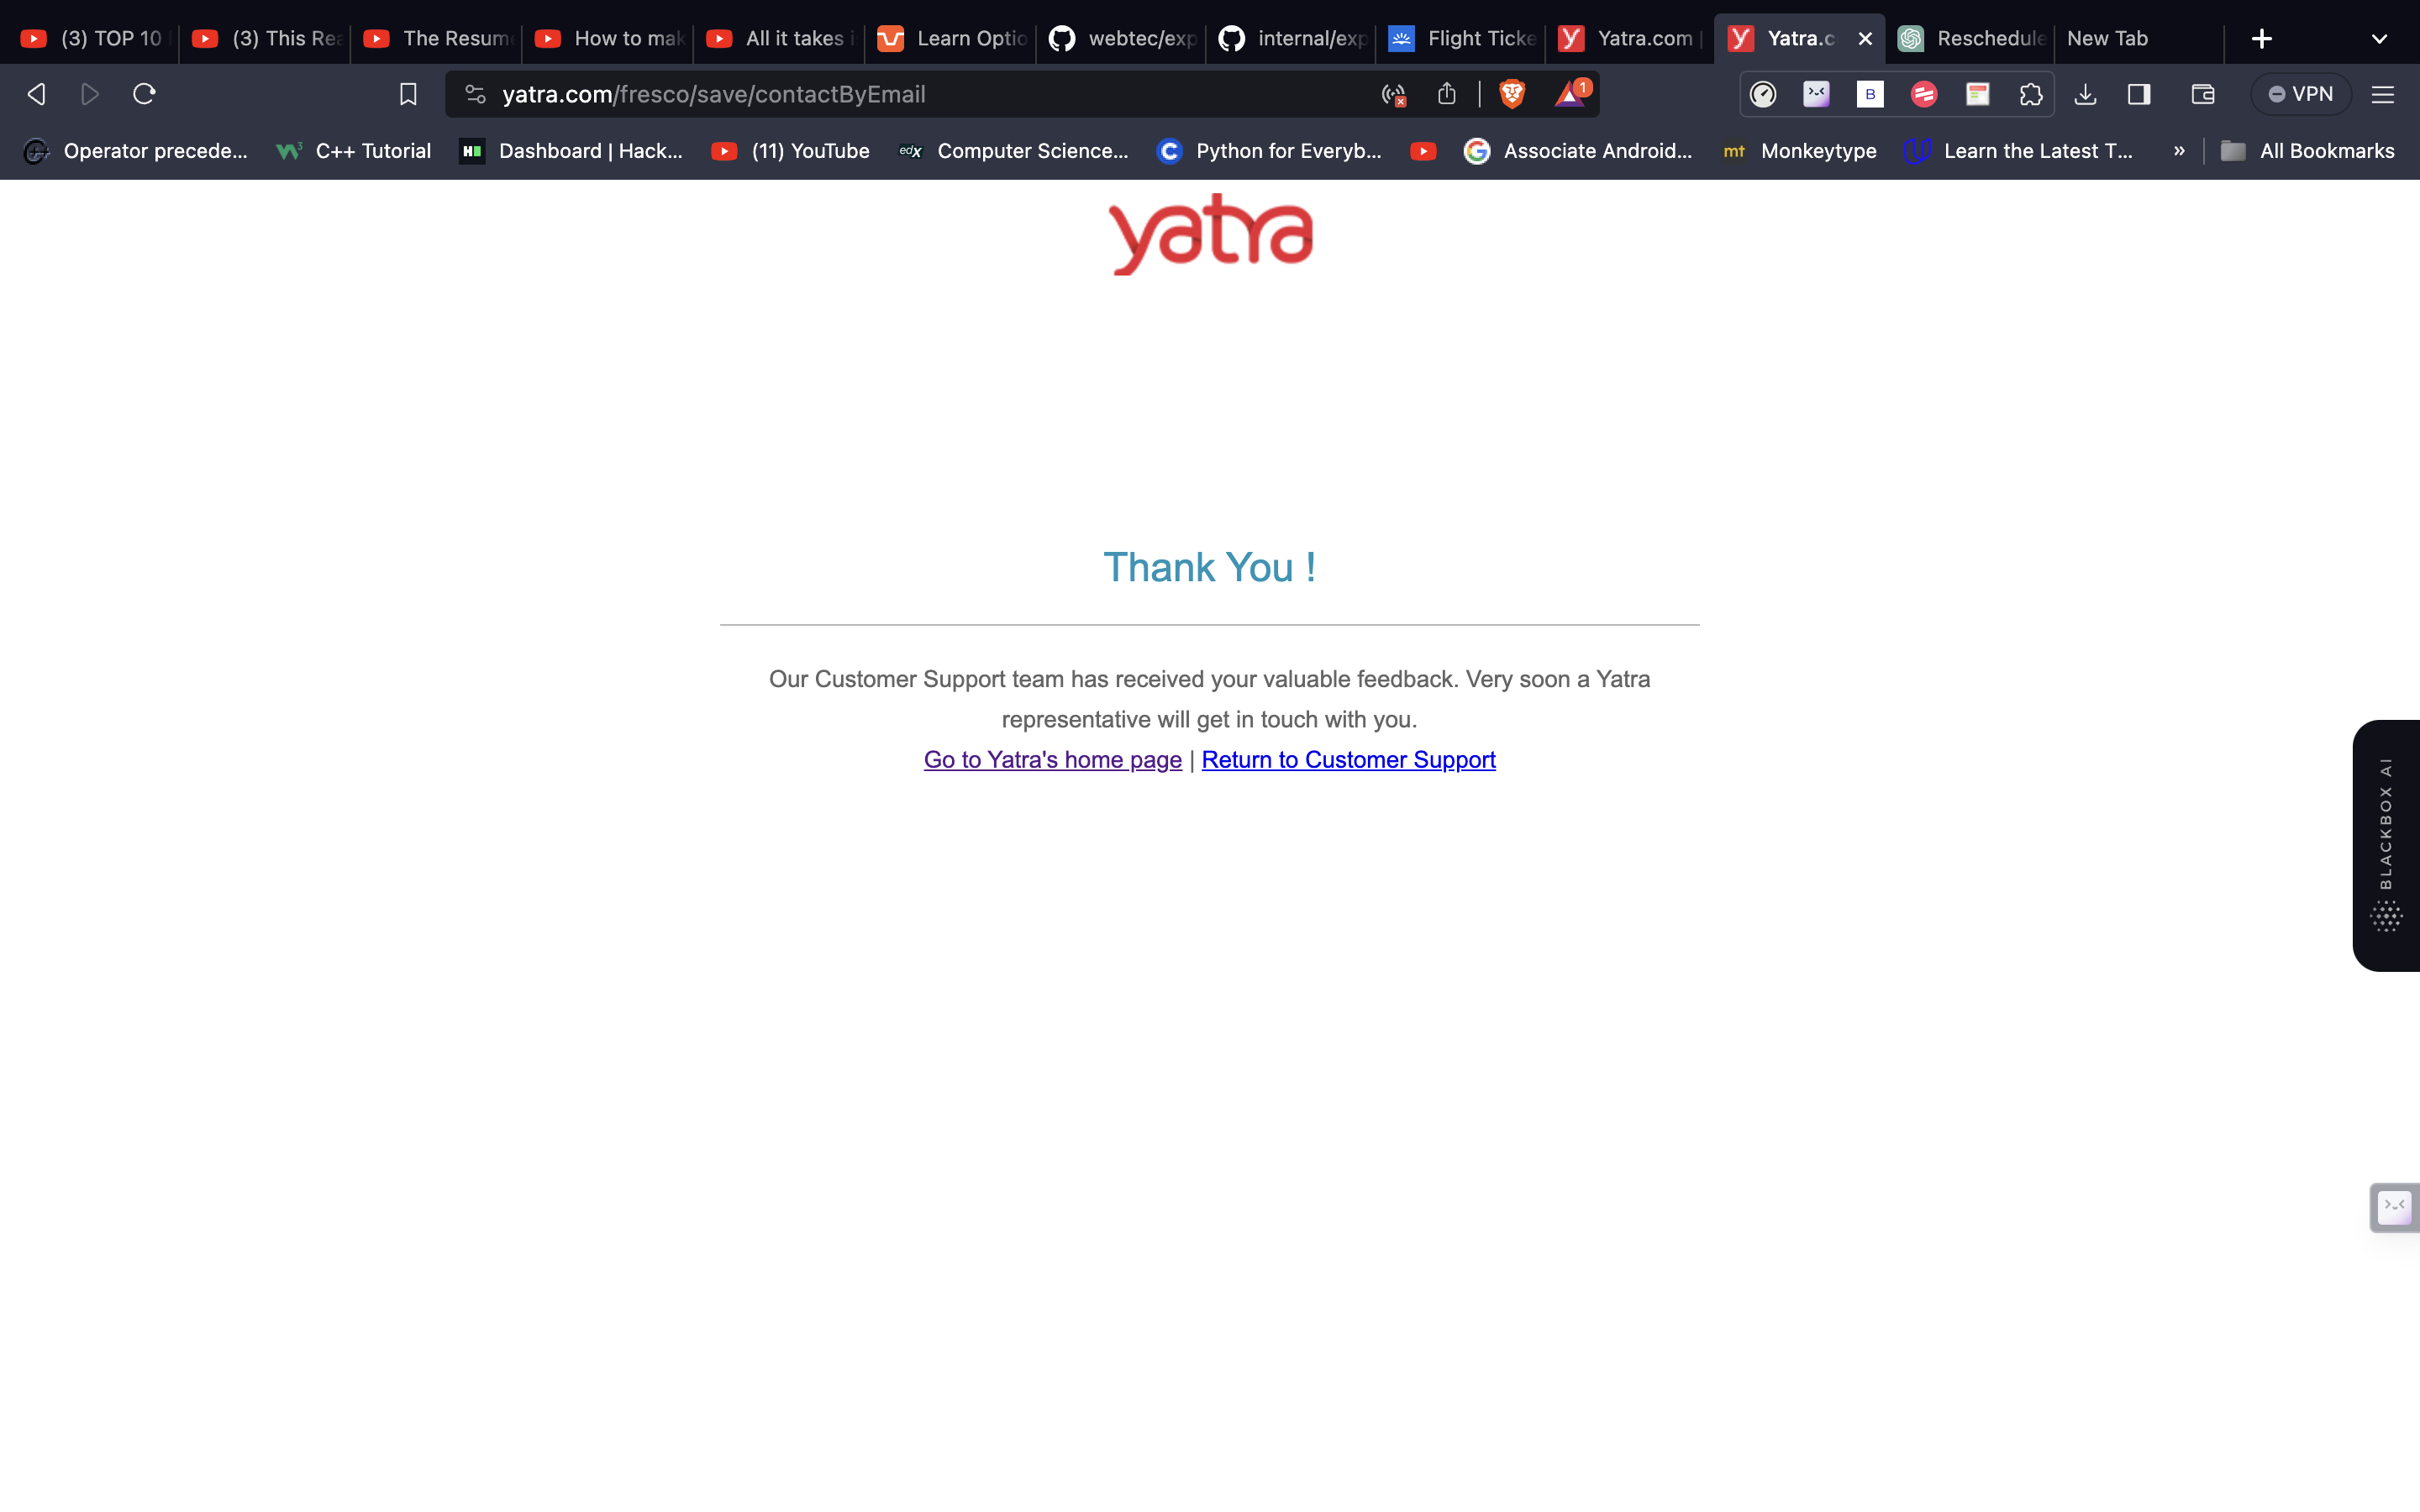 (3) TOP 10
(3) This Rea
The Resum
How to mak
All it takes i
Learn Optio
webtec/exp
internal/exp
Flight Ticke
Yatra.com |
Yatra.c
Reschedule
New Tab
yatra.com/fresco/save/contactByEmail
1
B
VPN
Operator precede...
C++ Tutorial
Dashboard | Hack...
(11) YouTube
edX
Computer Science...
Python for Everyb...
Associate Android...
mt
Monkeytype
Learn the Latest T...
»
All Bookmarks
yatra
Thank You !
Our Customer Support team has received your valuable feedback. Very soon a Yatra
representative will get in touch with you.
Go to Yatra's home page | Return to Customer Support
BLACKBOX AI